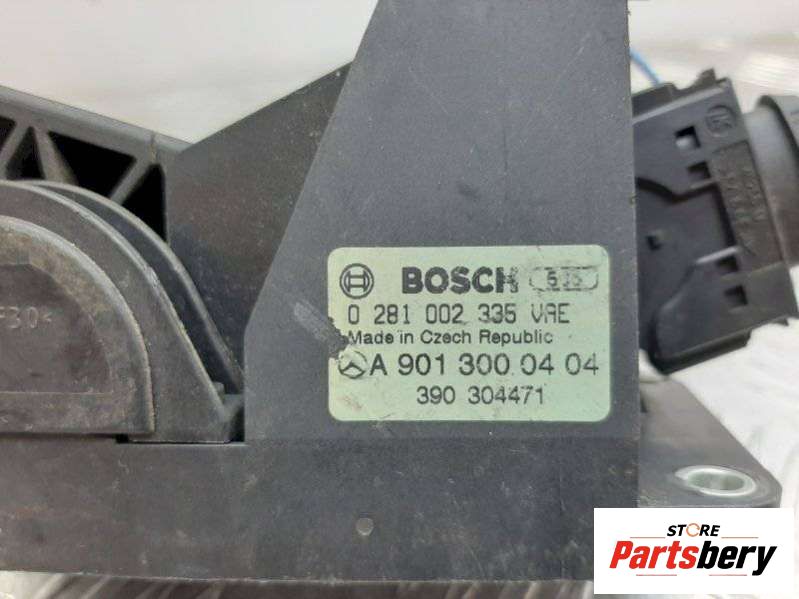 BOSCH
0 281 002 335 VAE
Made in Czech Republic
A 901 300 04 04
390 304471
STORE
Partsbery